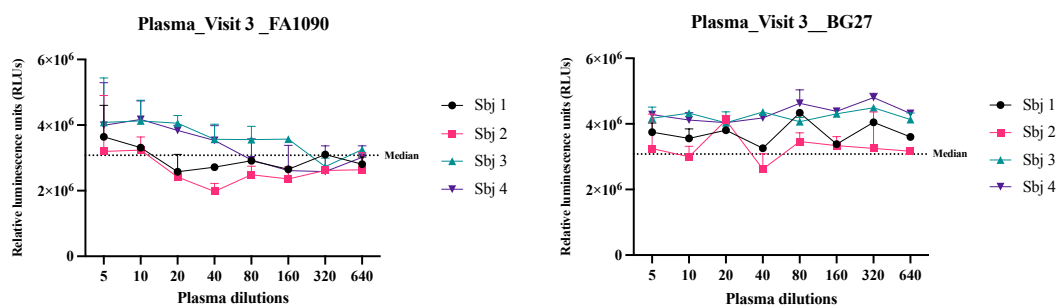 Plasma_Visit 3 _FA1090
Relative luminescence units (RLUs)
6×10⁶
4×10⁶
2×10⁶
0
5 10 20 40 80 160 320 640
Plasma dilutions
Median
Sbj 1
Sbj 2
Sbj 3
Sbj 4
Plasma_Visit 3__BG27
Relative luminescence units (RLUs)
6×10⁶
4×10⁶
2×10⁶
0
5 10 20 40 80 160 320 640
Plasma dilutions
Median
Sbj 1
Sbj 2
Sbj 3
Sbj 4